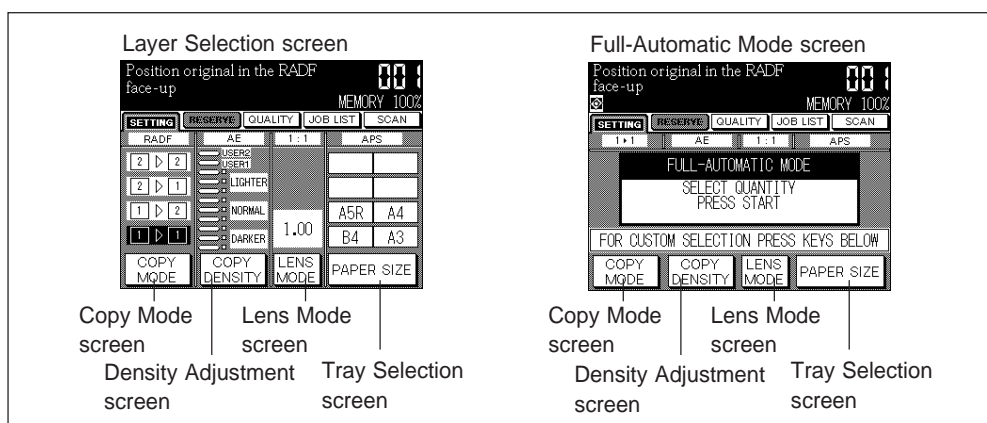 Layer Selection screen
Position original in the RADF
face-up
001
MEMORY 100%
SETTING RESERVE QUALITY JOB LIST SCAN
RADF AE 1:1 APS
2 ▷ 2
2 ▷ 1
1 ▷ 2
1 ▷ 1
USER2
USER1
LIGHTER
NORMAL
DARKER
1.00
A5R A4
B4 A3
COPY MODE
COPY DENSITY
LENS MODE
PAPER SIZE
Copy Mode
screen
Lens Mode
screen
Density Adjustment
screen
Tray Selection
screen
Full-Automatic Mode screen
Position original in the RADF
face-up
001
MEMORY 100%
SETTING RESERVE QUALITY JOB LIST SCAN
1▶1 AE 1:1 APS
FULL-AUTOMATIC MODE
SELECT QUANTITY
PRESS START
FOR CUSTOM SELECTION PRESS KEYS BELOW
COPY MODE
COPY DENSITY
LENS MODE
PAPER SIZE
Copy Mode
screen
Lens Mode
screen
Density Adjustment
screen
Tray Selection
screen